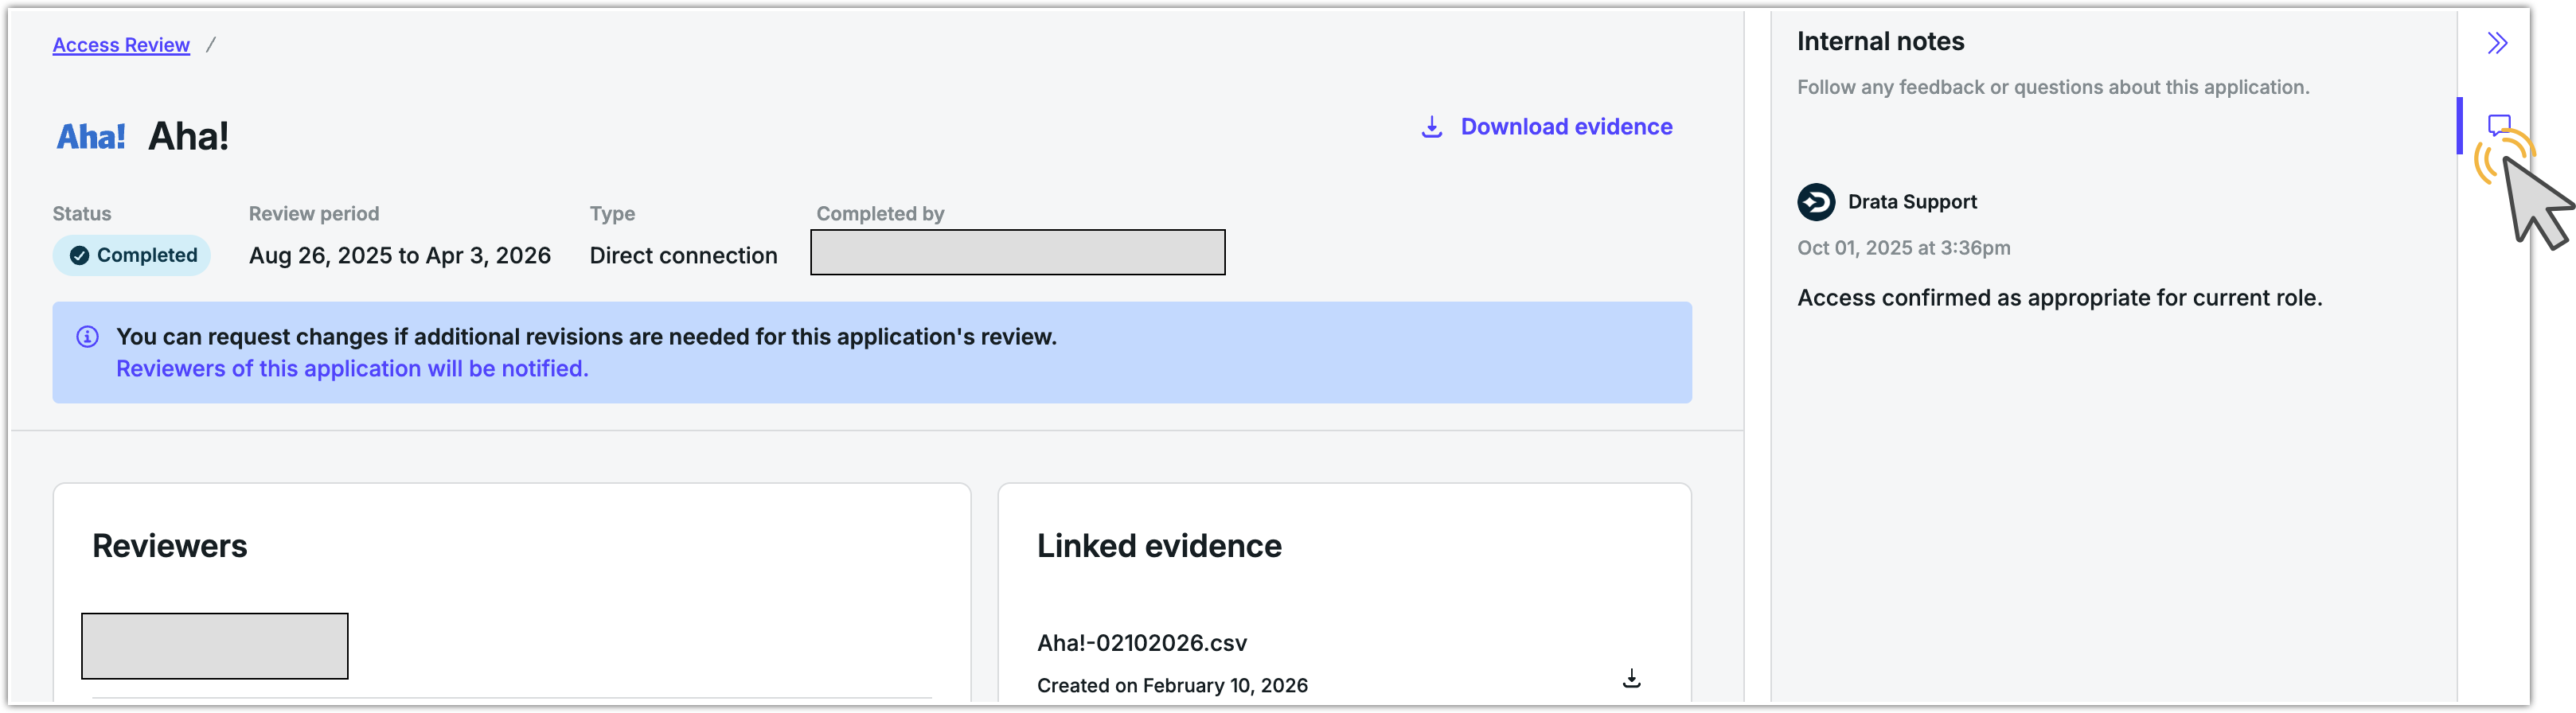 Access Review /
Aha! Aha!
Download evidence
Status
Review period
Type
Completed by
Completed
Aug 26, 2025 to Apr 3, 2026
Direct connection
You can request changes if additional revisions are needed for this application's review.
Reviewers of this application will be notified.
Reviewers
Linked evidence
Aha!-02102026.csv
Created on February 10, 2026
Internal notes
Follow any feedback or questions about this application.
Drata Support
Oct 01, 2025 at 3:36pm
Access confirmed as appropriate for current role.